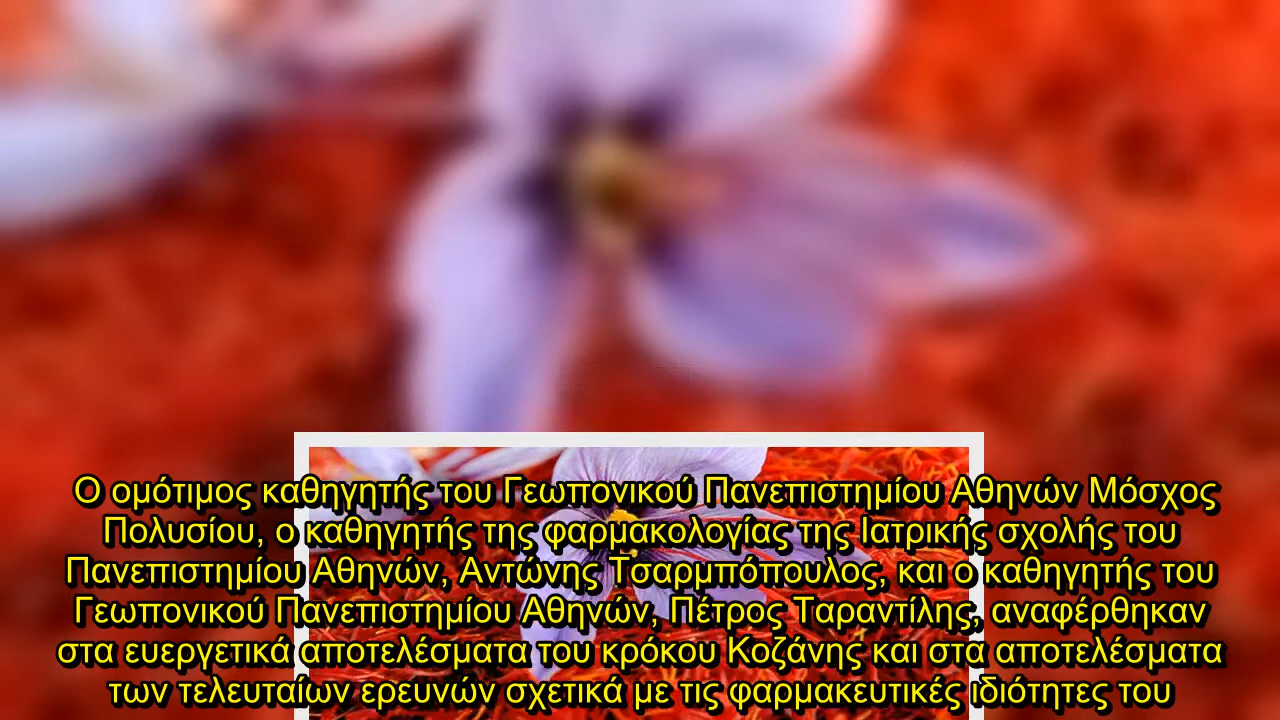 Ο ομότιμος καθηγητής του Γεωπονικού Πανεπιστημίου Αθηνών Μόσχος
Πολυσίου, ο καθηγητής της φαρμακολογίας της Ιατρικής σχολής του
Πανεπιστημίου Αθηνών, Αντώνης Τσαρμπόπουλος, και ο καθηγητής του
Γεωπονικού Πανεπιστημίου Αθηνών, Πέτρος Ταραντίλης, αναφέρθηκαν
στα ευεργετικά αποτελέσματα του κρόκου Κοζάνης και στα αποτελέσματα
των τελευταίων ερευνών σχετικά με τις φαρμακευτικές ιδιότητες του